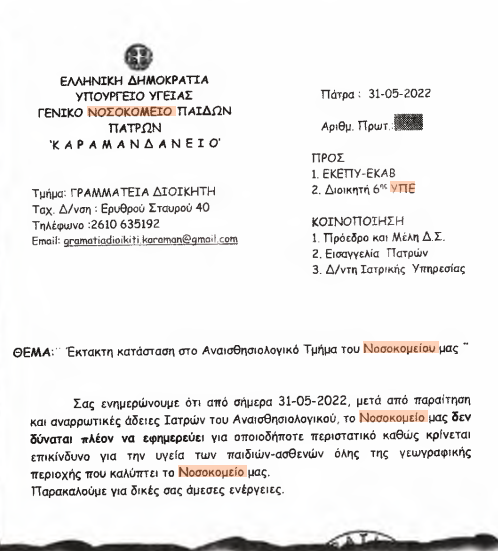 ΕΛΛΗΝΙΚΗ ΔΗΜΟΚΡΑΤΙΑ
ΥΠΟΥΡΓΕΙΟ ΥΓΕΙΑΣ
ΓΕΝΙΚΟ ΝΟΣΟΚΟΜΕΙΟ ΠΑΙΔΩΝ
ΠΑΤΡΩΝ
'Κ Α Ρ Α Μ Α Ν Δ Α Ν Ε Ι Ο'
Πάτρα : 31-05-2022
Αριθμ. Πρωτ.:
Τμήμα: ΓΡΑΜΜΑΤΕΙΑ ΔΙΟΙΚΗΤΗ
Ταχ. Δ/νση : Ερυθρού Σταυρού 40
Τηλέφωνο :2610 635192
Email: gramatiadioikiti.karaman@gmail.com
ΠΡΟΣ
1. ΕΚΕΠΥ-ΕΚΑΒ
2. Διοικητή 6ης ΥΠΕ
ΚΟΙΝΟΠΟΙΗΣΗ
1. Πρόεδρο και Μέλη Δ.Σ.
2. Εισαγγελία Πατρών
3. Δ/ντη Ιατρικής Υπηρεσίας
ΘΕΜΑ:¨ Έκτακτη κατάσταση στο Αναισθησιολογικό Τμήμα του Νοσοκομείου μας ¨
Σας ενημερώνουμε ότι από σήμερα 31-05-2022, μετά από παραίτηση
και αναρρωτικές άδειες Ιατρών του Αναισθησιολογικού, το Νοσοκομείο μας δεν
δύναται πλέον να εφημερεύει για οποιοδήποτε περιστατικό καθώς κρίνεται
επικίνδυνο για την υγεία των παιδιών-ασθενών όλης της γεωγραφικής
περιοχής που καλύπτει το Νοσοκομείο μας.
Παρακαλούμε για δικές σας άμεσες ενέργειες.